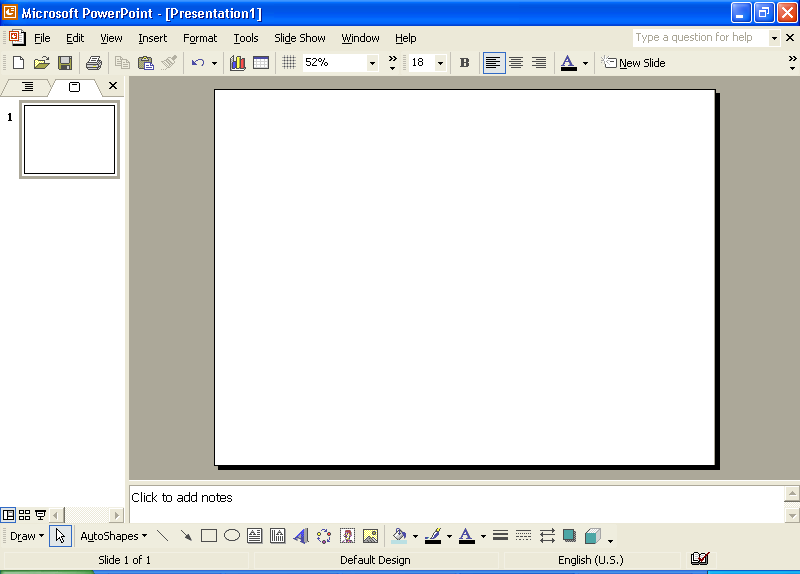 Microsoft PowerPoint - [Presentation1]
File Edit View Insert Format Tools Slide Show Window Help Type a question for help
52% 18 B A New Slide
1
Click to add notes
Draw AutoShapes A
Slide 1 of 1 Default Design English (U.S.)